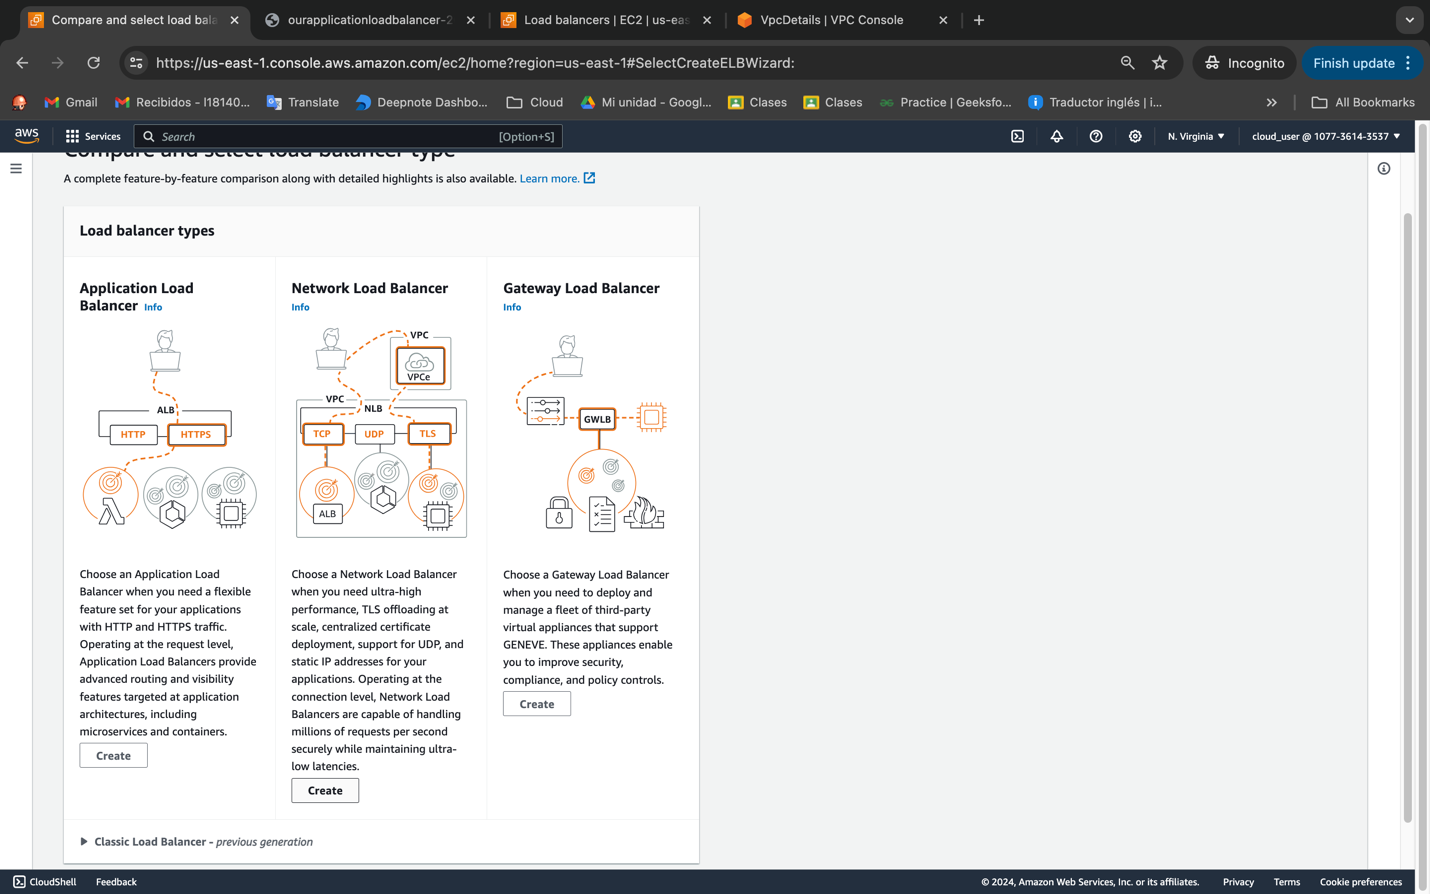 Compare and select load bala
ourapplicationloadbalancer-2
Load balancers | EC2 | us-eas
VpcDetails | VPC Console
https://us-east-1.console.aws.amazon.com/ec2/home?region=us-east-1#SelectCreateELBWizard:
Incognito
Finish update
Gmail
Recibidos - l18140...
Translate
Deepnote Dashbo...
Cloud
Mi unidad - Googl...
Clases
Clases
Practice | Geeksfo...
Traductor inglés | i...
All Bookmarks
aws
Services
Search
[Option+S]
N. Virginia
cloud_user @ 1077-3614-3537
Compare and select load balancer type
A complete feature-by-feature comparison along with detailed highlights is also available. Learn more.
Load balancer types
Application Load
Balancer Info
ALB
HTTP
HTTPS
Choose an Application Load
Balancer when you need a flexible
feature set for your applications
with HTTP and HTTPS traffic.
Operating at the request level,
Application Load Balancers provide
advanced routing and visibility
features targeted at application
architectures, including
microservices and containers.
Create
Network Load Balancer
Info
VPC
VPCe
VPC
NLB
TCP
UDP
TLS
ALB
Choose a Network Load Balancer
when you need ultra-high
performance, TLS offloading at
scale, centralized certificate
deployment, support for UDP, and
static IP addresses for your
applications. Operating at the
connection level, Network Load
Balancers are capable of handling
millions of requests per second
securely while maintaining ultra-
low latencies.
Create
Gateway Load Balancer
Info
GWLB
Choose a Gateway Load Balancer
when you need to deploy and
manage a fleet of third-party
virtual appliances that support
GENEVE. These appliances enable
you to improve security,
compliance, and policy controls.
Create
Classic Load Balancer - previous generation
CloudShell
Feedback
© 2024, Amazon Web Services, Inc. or its affiliates.
Privacy
Terms
Cookie preferences